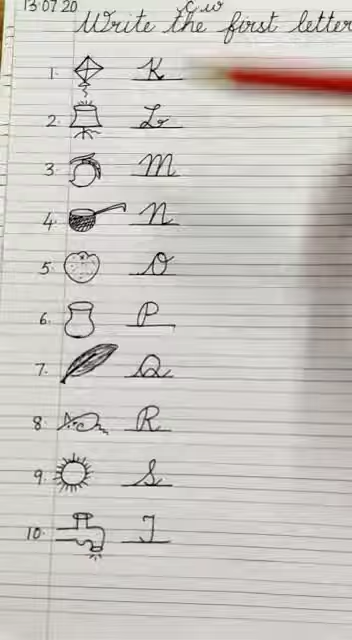 13.07.20
C.W
Write the first letter
1. K
2. L
3. M
4. N
5. O
6. P
7. Q
8. R
9. S
10. T